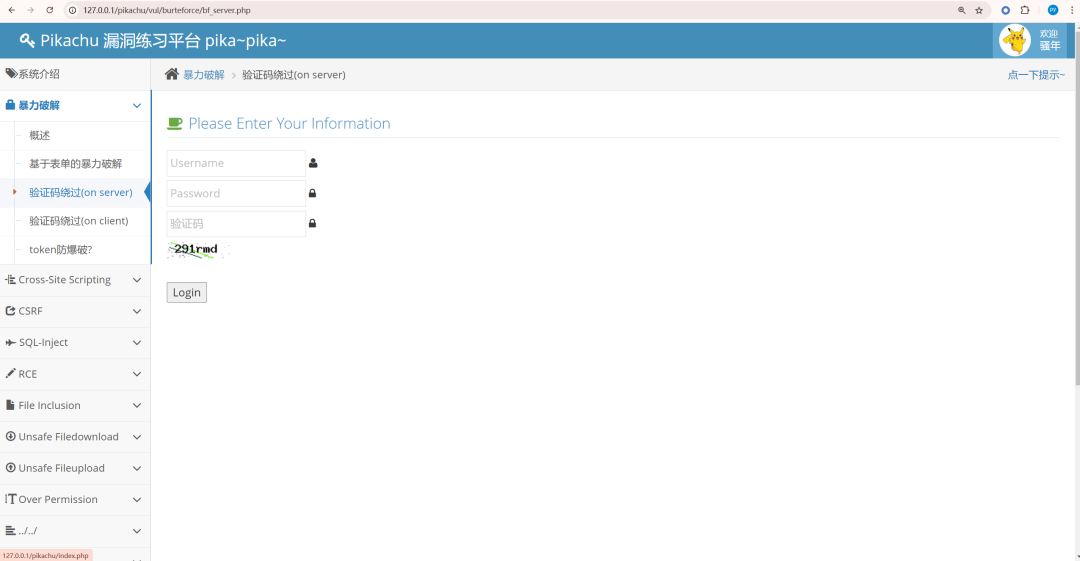 127.0.0.1/pikachu/vul/burteforce/bf_server.php
PY
Pikachu 漏洞练习平台 pika~pika~
欢迎
骚年
系统介绍
暴力破解
验证码绕过(on server)
点一下提示~
暴力破解
概述
基于表单的暴力破解
验证码绕过(on server)
验证码绕过(on client)
token防爆破?
Cross-Site Scripting
CSRF
SQL-Inject
RCE
File Inclusion
Unsafe Filedownload
Unsafe Fileupload
Over Permission
../../
Please Enter Your Information
Username
Password
验证码
291rmd
Login
127.0.0.1/pikachu/index.php